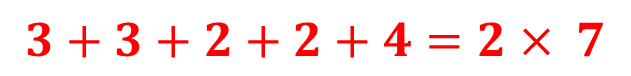 3 + 3 + 2 + 2 + 4 = 2 × 7